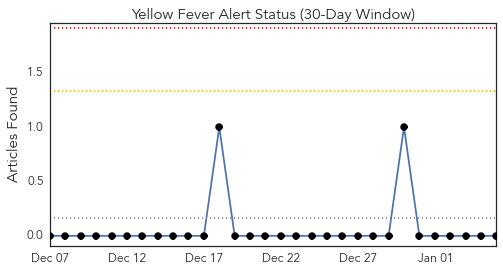 Yellow Fever Alert Status (30-Day Window)
Articles Found
1.5
1.0
0.5
0.0
Dec 07 Dec 12 Dec 17 Dec 22 Dec 27 Jan 01